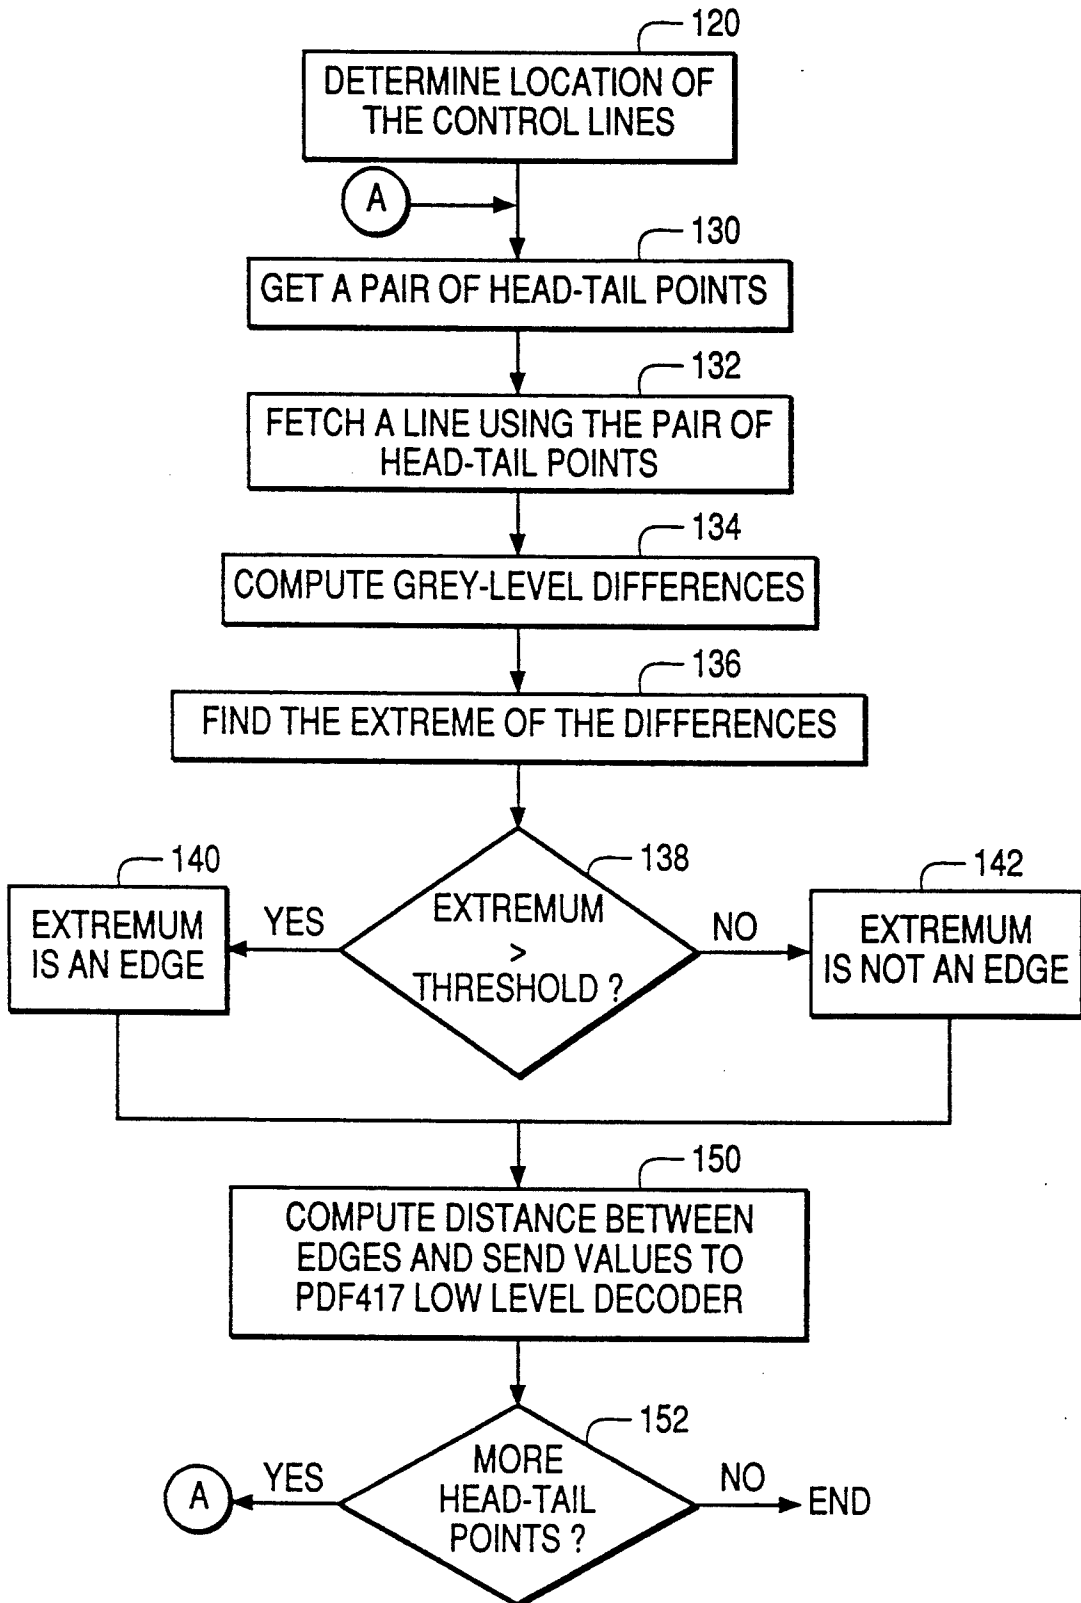 120
DETERMINE LOCATION OF
THE CONTROL LINES
A
130
GET A PAIR OF HEAD-TAIL POINTS
132
FETCH A LINE USING THE PAIR OF
HEAD-TAIL POINTS
134
COMPUTE GREY-LEVEL DIFFERENCES
136
FIND THE EXTREME OF THE DIFFERENCES
138
EXTREMUM
>
THRESHOLD ?
YES
NO
140
EXTREMUM
IS AN EDGE
142
EXTREMUM
IS NOT AN EDGE
150
COMPUTE DISTANCE BETWEEN
EDGES AND SEND VALUES TO
PDF417 LOW LEVEL DECODER
152
MORE
HEAD-TAIL
POINTS ?
YES
A
NO
END